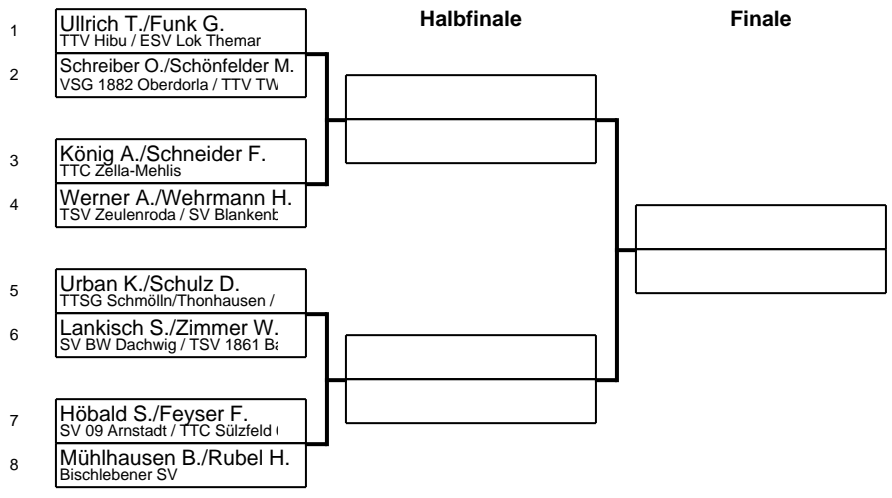 Halbfinale
Finale
1
Ullrich T./Funk G.
TTV Hibu / ESV Lok Themar
2
Schreiber O./Schönfelder M.
VSG 1882 Oberdorla / TTV TW
3
König A./Schneider F.
TTC Zella-Mehlis
4
Werner A./Wehrmann H.
TSV Zeulenroda / SV
5
Urban K./Schulz D.
TTSG Schmölln/Thonhausen /
6
Lankisch S./Zimmer W.
SV BW Dachwig / TSV 1861
7
Höbald S./Feyser F.
SV 09 Arnstadt / TTC Sülzfeld
8
Mühlhausen B./Rubel H.
Bischlebener SV